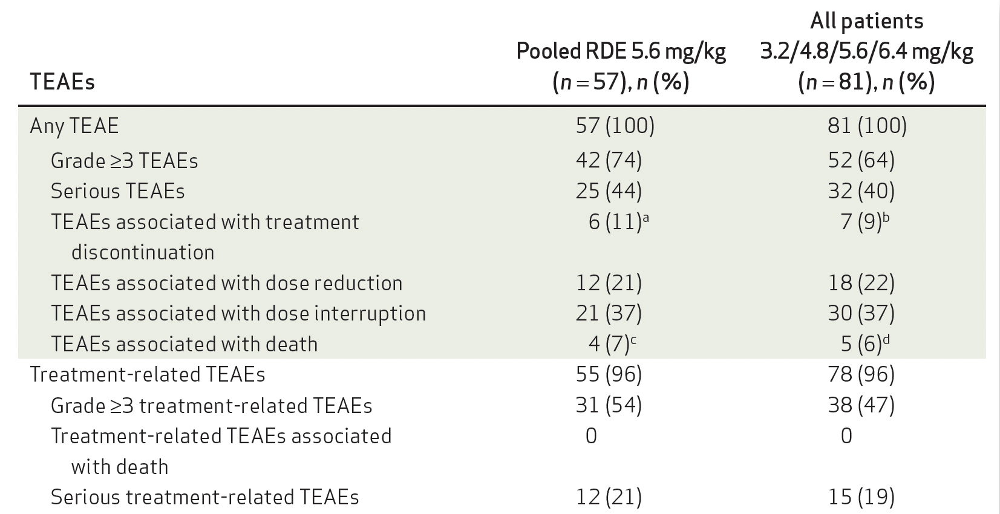 All patients
Pooled RDE 5.6 mg/kg 3.2/4.8/5.6/6.4 mg/kg
TEAEs (n = 57), n (%) (n = 81), n (%)
Any TEAE 57 (100) 81 (100)
Grade ≥3 TEAEs 42 (74) 52 (64)
Serious TEAEs 25 (44) 32 (40)
TEAEs associated with treatment 6 (11)a 7 (9)b
discontinuation
TEAEs associated with dose reduction 12 (21) 18 (22)
TEAEs associated with dose interruption 21 (37) 30 (37)
TEAEs associated with death 4 (7)c 5 (6)d
Treatment-related TEAEs 55 (96) 78 (96)
Grade ≥3 treatment-related TEAEs 31 (54) 38 (47)
Treatment-related TEAEs associated 0 0
with death
Serious treatment-related TEAEs 12 (21) 15 (19)